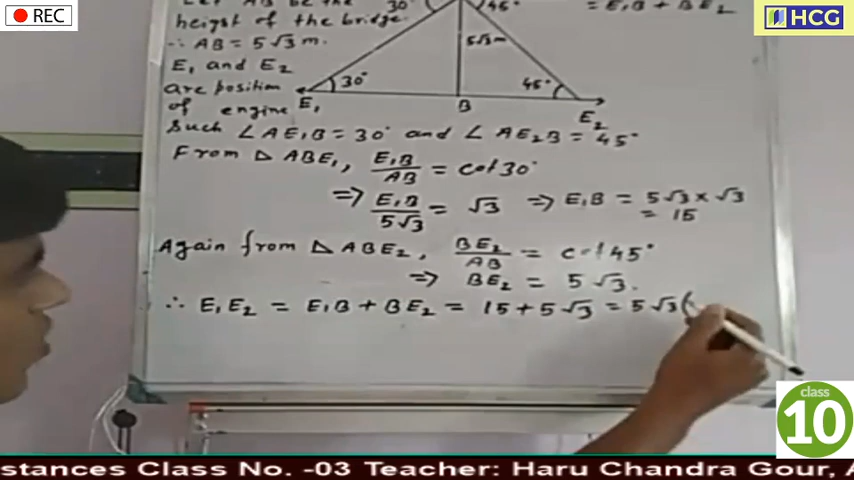 REC
HCG
30° 45° = E₁B + BE₂
height of the bridge.
∴ AB = 5√3 m.
5√3 m
E₁ and E₂
are position
of engine
30° 45°
E₁ B E₂
Such ∠AE₁B = 30° and ∠AE₂B = 45°
From △ ABE₁, E₁B/AB = cot 30°
=> E₁B/5√3 = √3 => E₁B = 5√3 × √3
= 15
Again from △ ABE₂, BE₂/AB = cot 45°
=> BE₂ = 5√3.
∴ E₁E₂ = E₁B + BE₂ = 15 + 5√3 = 5√3(
class
10
stances Class No. -03 Teacher: Haru Chandra Gour, A